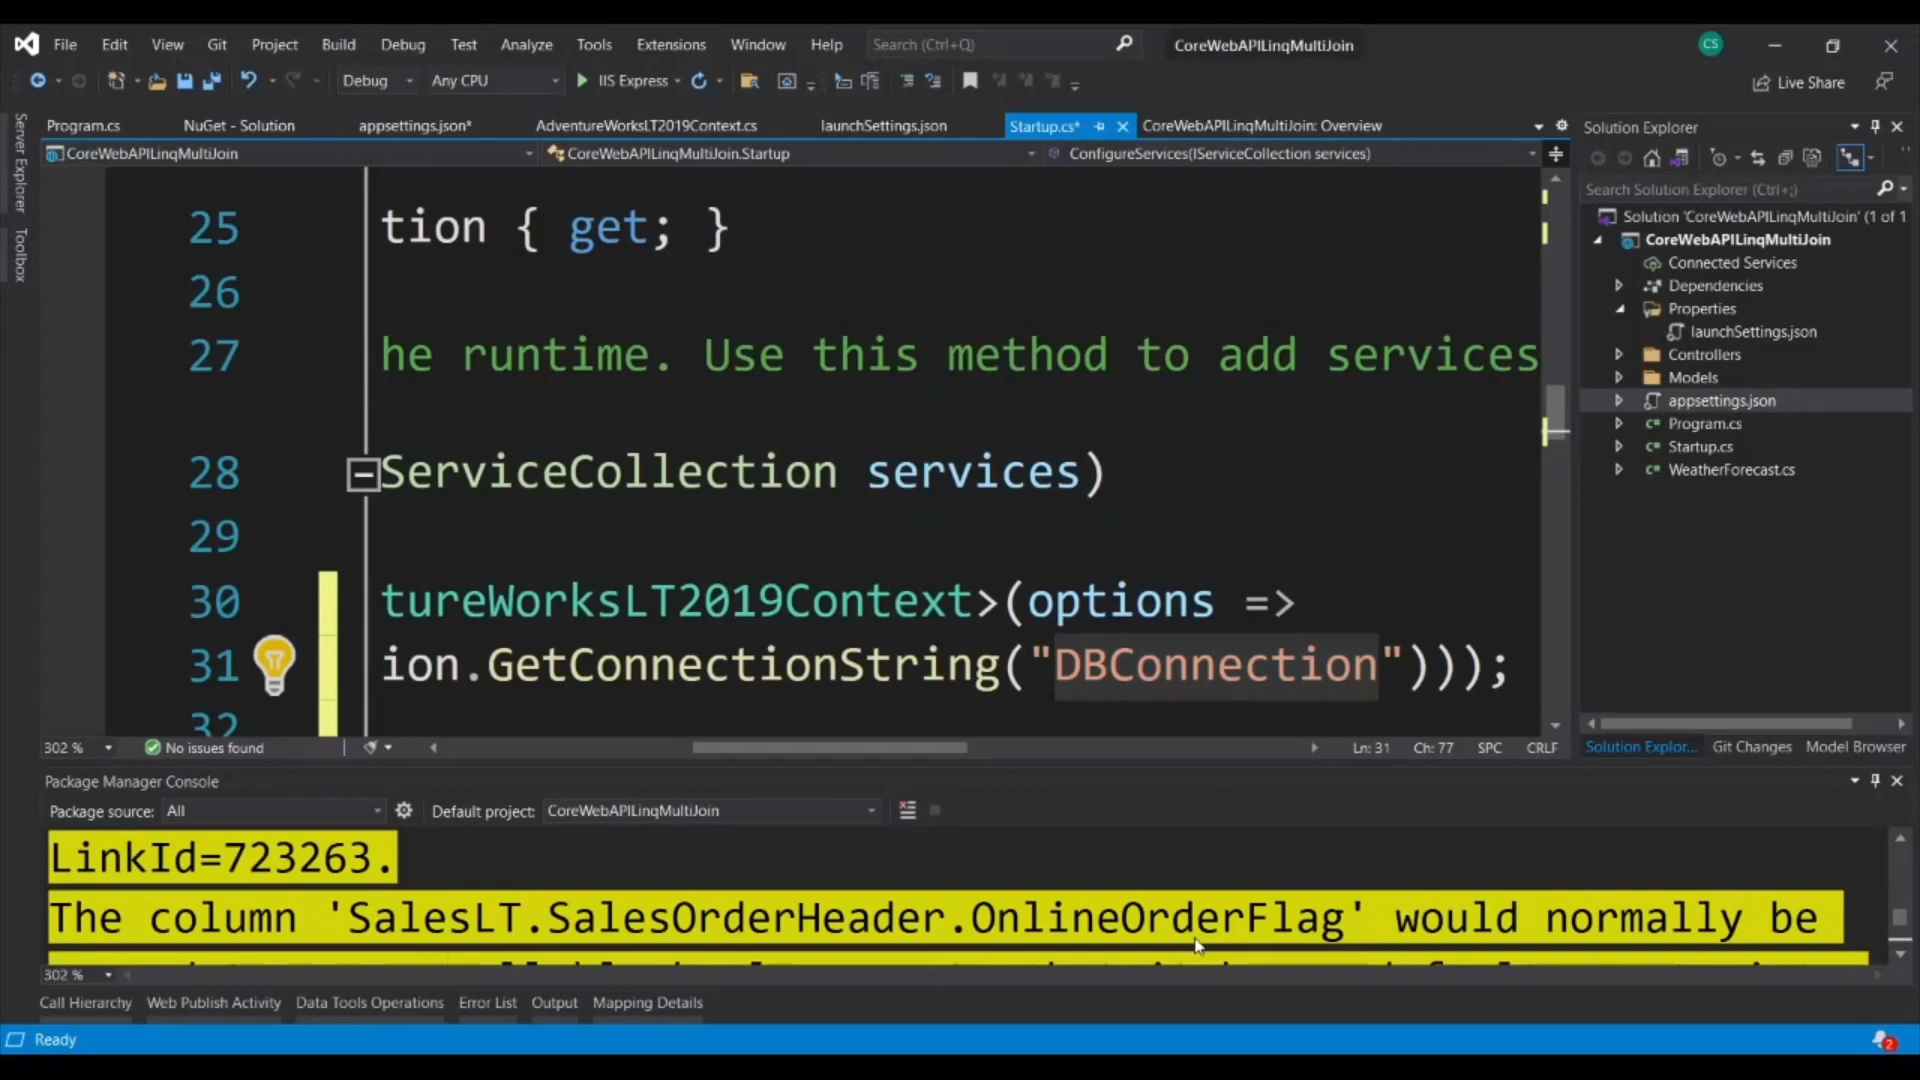 File Edit View Git Project Build Debug Test Analyze Tools Extensions Window Help Search (Ctrl+Q) CoreWebAPILinqMultiJoin CS
Debug Any CPU IIS Express Live Share
Program.cs NuGet - Solution appsettings.json* AdventureWorksLT2019Context.cs launchSettings.json Startup.cs* CoreWebAPILinqMultiJoin: Overview
CoreWebAPILinqMultiJoin CoreWebAPILinqMultiJoin.Startup ConfigureServices(IServiceCollection services)
Server Explorer
Toolbox
25 tion { get; }
26
27 he runtime. Use this method to add services
28 ServiceCollection services)
29
30 tureWorksLT2019Context>(options =>
31 ion.GetConnectionString("DBConnection")));
32
302 % No issues found Ln: 31 Ch: 77 SPC CRLF
Solution Explorer
Search Solution Explorer (Ctrl+;)
Solution 'CoreWebAPILinqMultiJoin' (1 of 1
CoreWebAPILinqMultiJoin
Connected Services
Dependencies
Properties
launchSettings.json
Controllers
Models
appsettings.json
Program.cs
Startup.cs
WeatherForecast.cs
Solution Explor... Git Changes Model Browser
Package Manager Console
Package source: All Default project: CoreWebAPILinqMultiJoin
LinkId=723263.
The column 'SalesLT.SalesOrderHeader.OnlineOrderFlag' would normally be
302 %
Call Hierarchy Web Publish Activity Data Tools Operations Error List Output Mapping Details
Ready 2